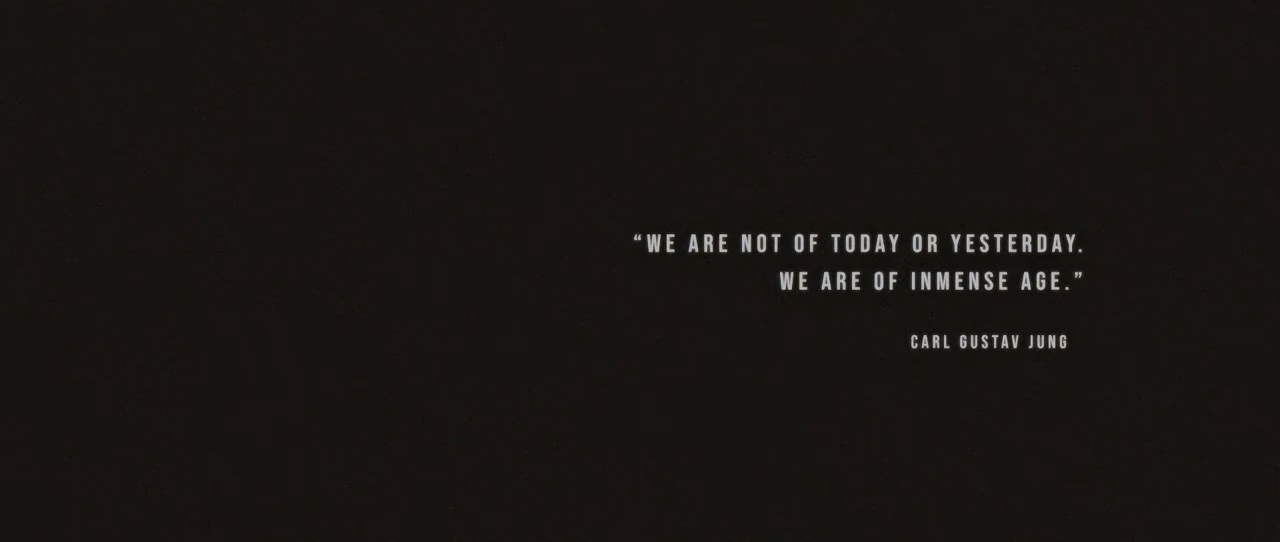 “WE ARE NOT OF TODAY OR YESTERDAY.
WE ARE OF INMENSE AGE.”
CARL GUSTAV JUNG